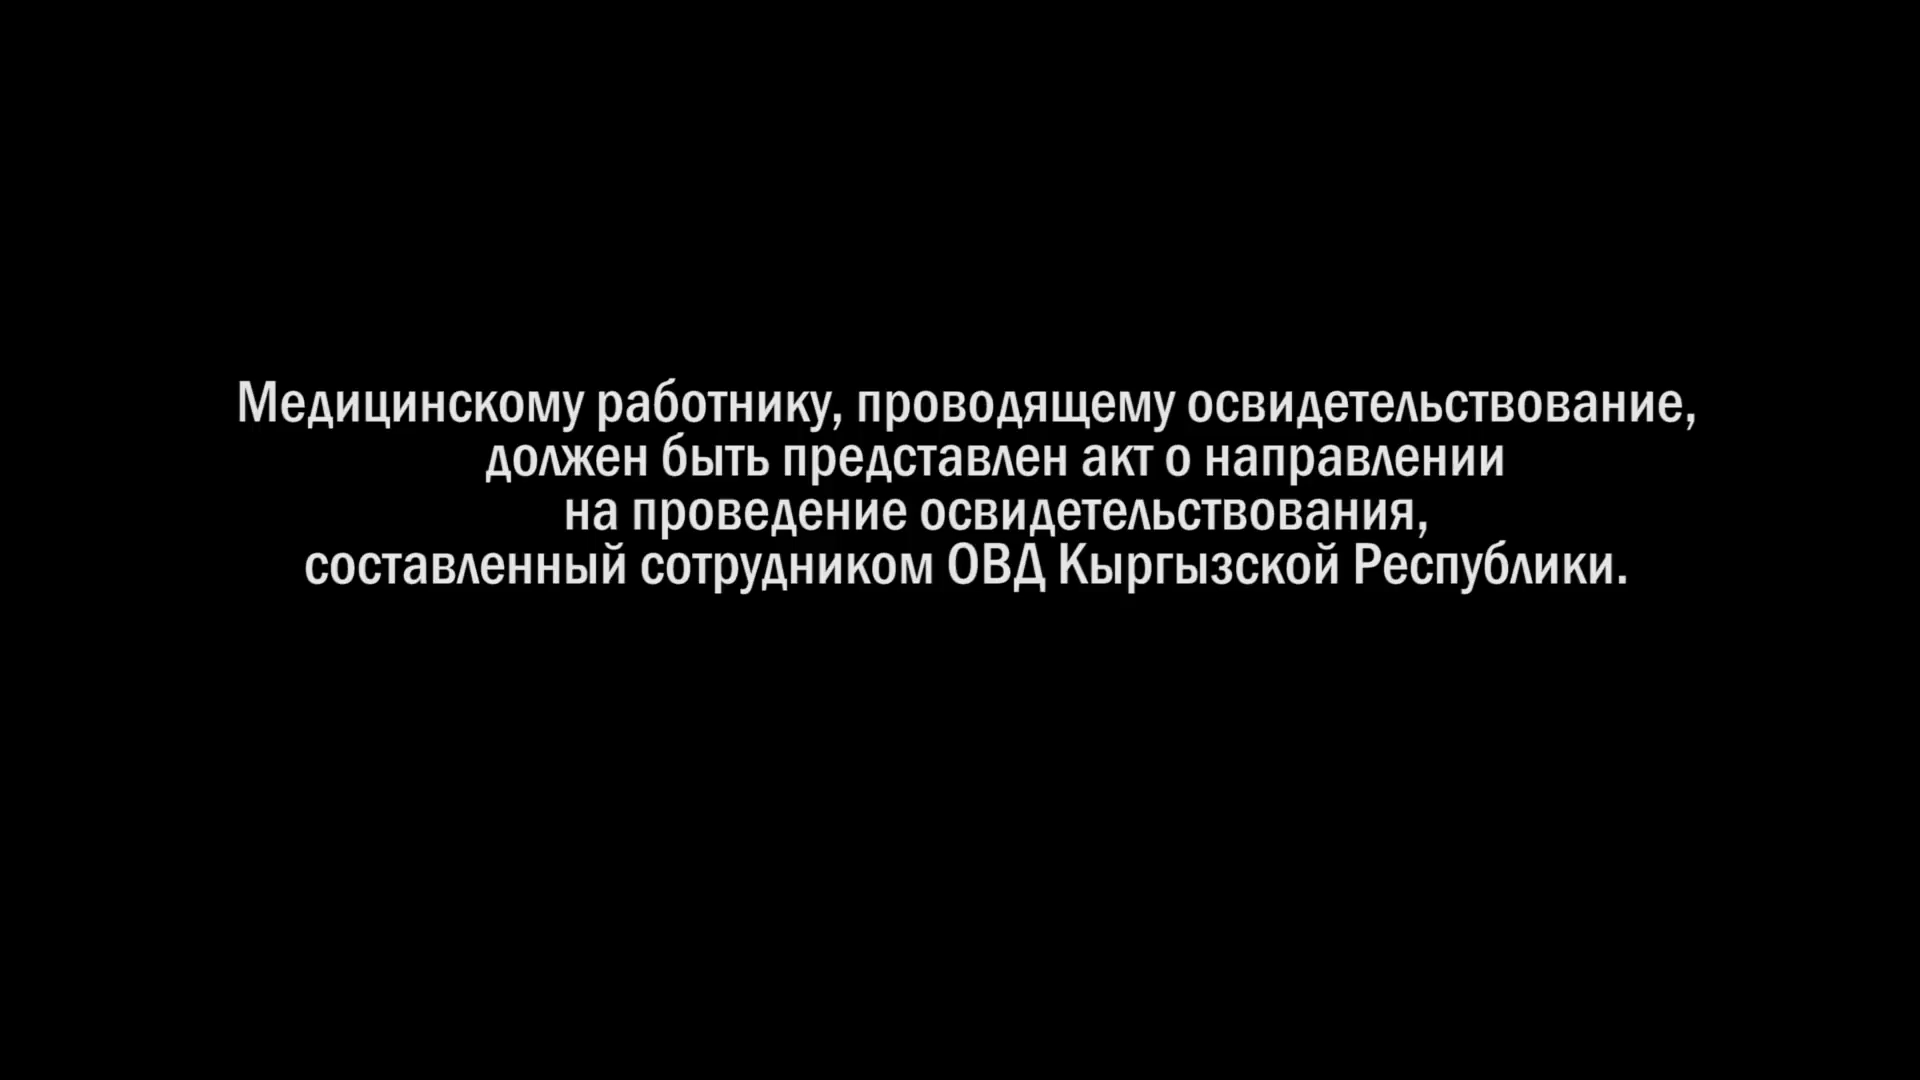 Медицинскому работнику, проводящему освидетельствование,
должен быть представлен акт о направлении
на проведение освидетельствования,
составленный сотрудником ОВД Кыргызской Республики.